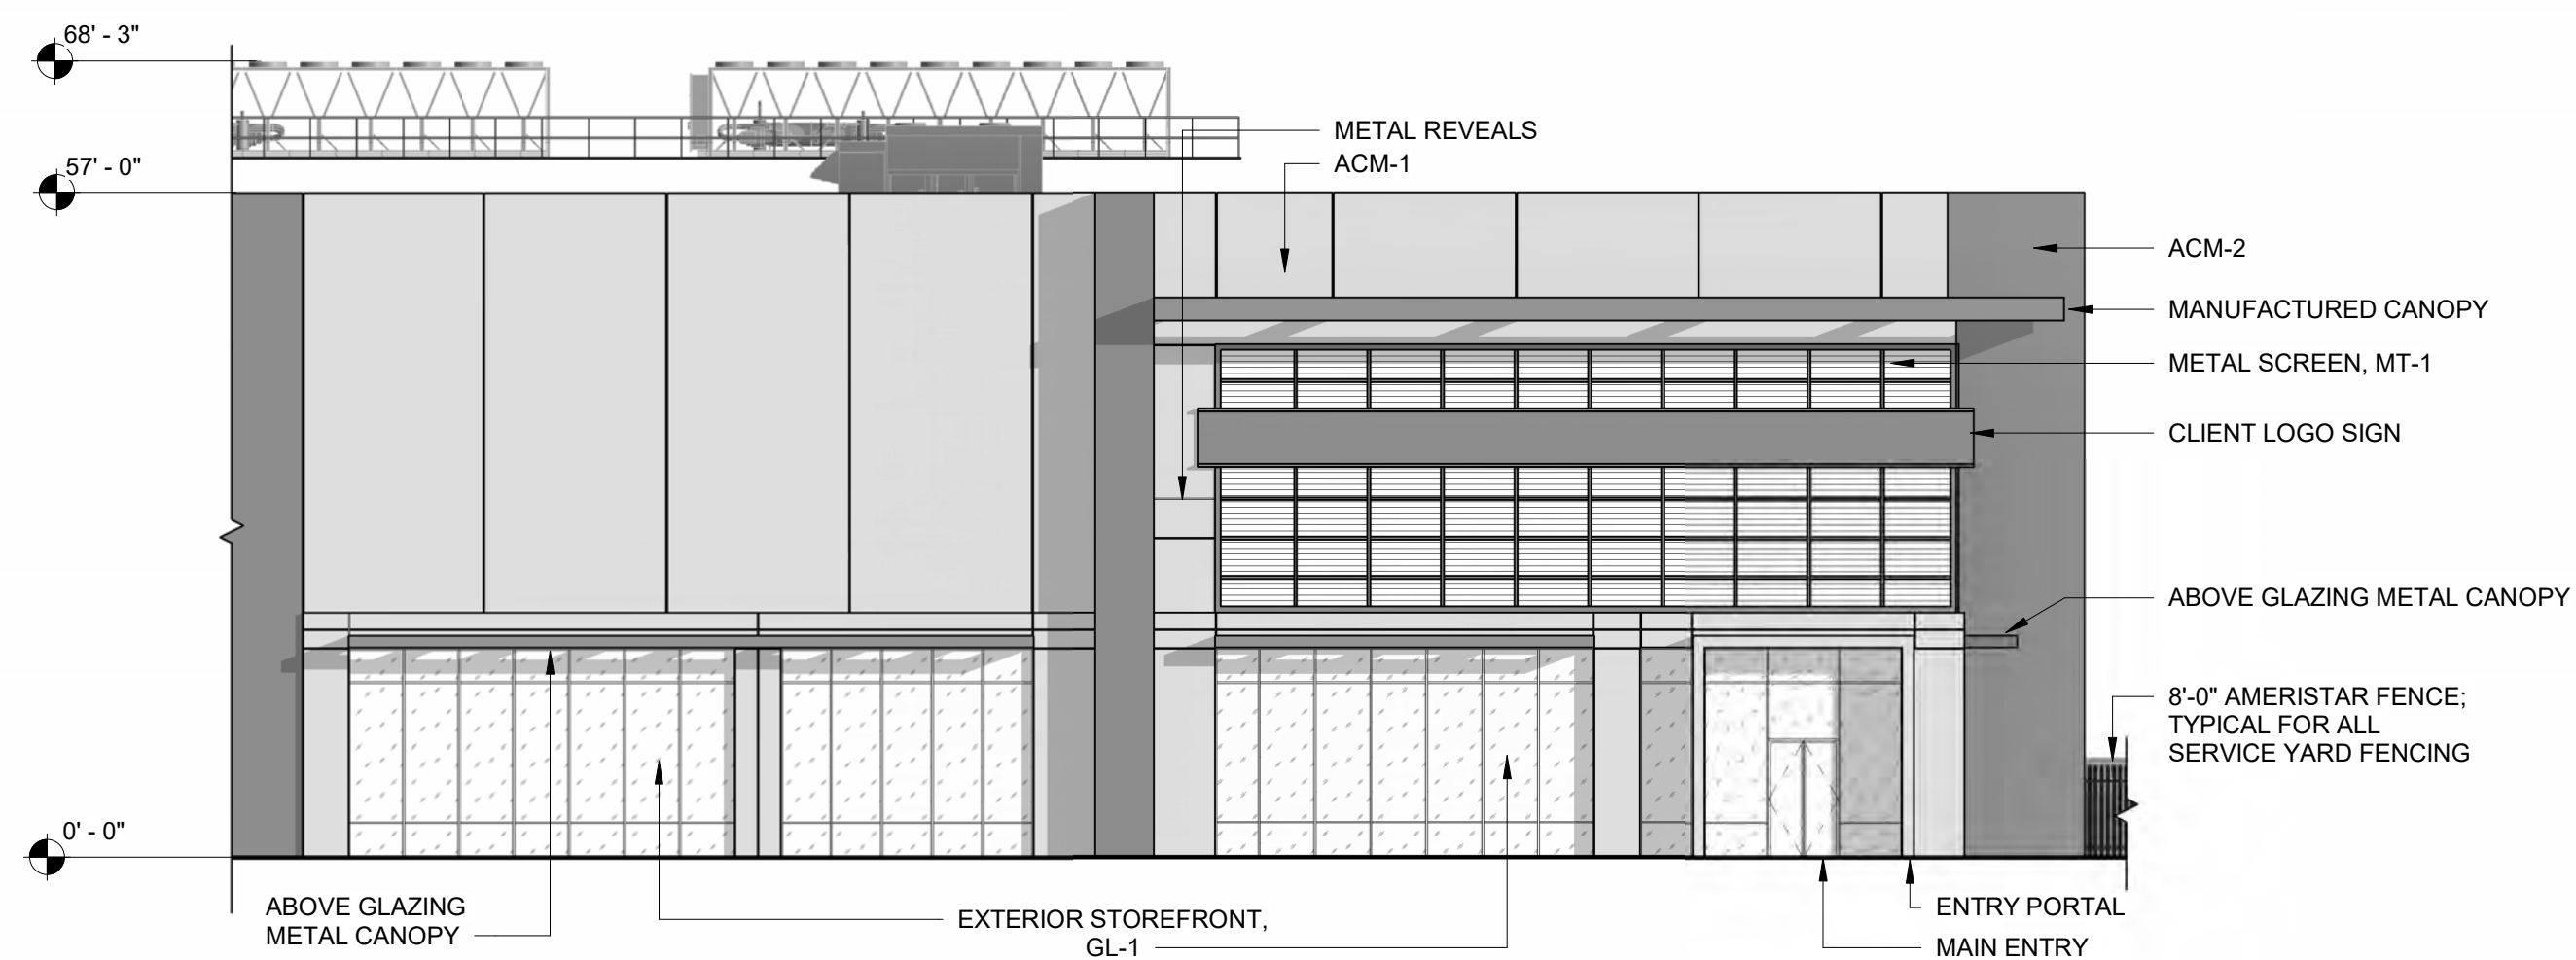 68' - 3"
57' - 0"
0' - 0"
METAL REVEALS
ACM-1
ACM-2
MANUFACTURED CANOPY
METAL SCREEN, MT-1
CLIENT LOGO SIGN
ABOVE GLAZING METAL CANOPY
8'-0" AMERISTAR FENCE;
TYPICAL FOR ALL
SERVICE YARD FENCING
ABOVE GLAZING
METAL CANOPY
EXTERIOR STOREFRONT,
GL-1
ENTRY PORTAL
MAIN ENTRY